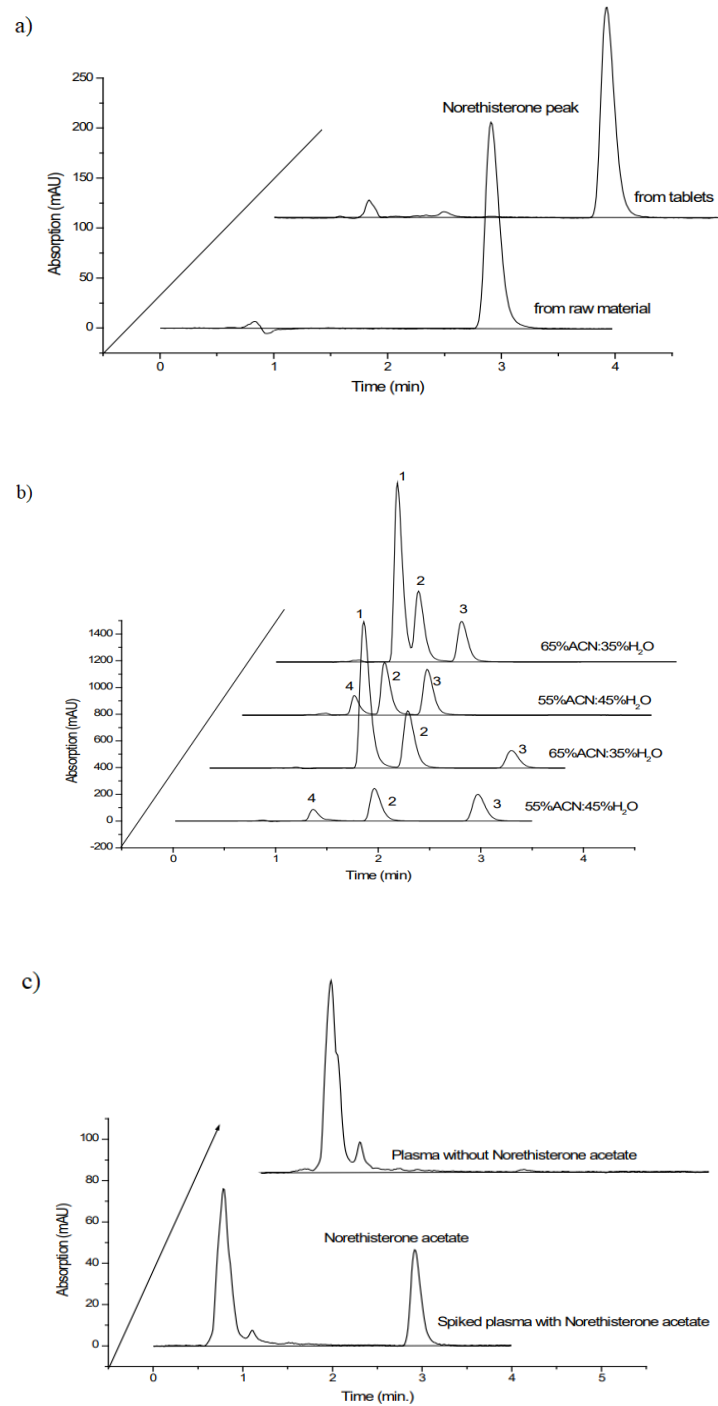 a)
250
200
150
100
50
0
Absorption (mAU)
Norethisterone peak
from tablets
from raw material
0 1 2 3 4
Time (min)
b)
1
2
3
65%ACN:35%H₂O
1
4
2
3
55%ACN:45%H₂O
2
3
65%ACN:35%H₂O
4
2
3
55%ACN:45%H₂O
1400
1200
1000
800
600
400
200
0
-200
Absorption (mAU)
0 1 2 3 4
Time (min)
c)
100
80
60
40
20
0
Absorption (mAU)
Plasma without Norethisterone acetate
Norethisterone acetate
Spiked plasma with Norethisterone acetate
0 1 2 3 4 5
Time (min.)